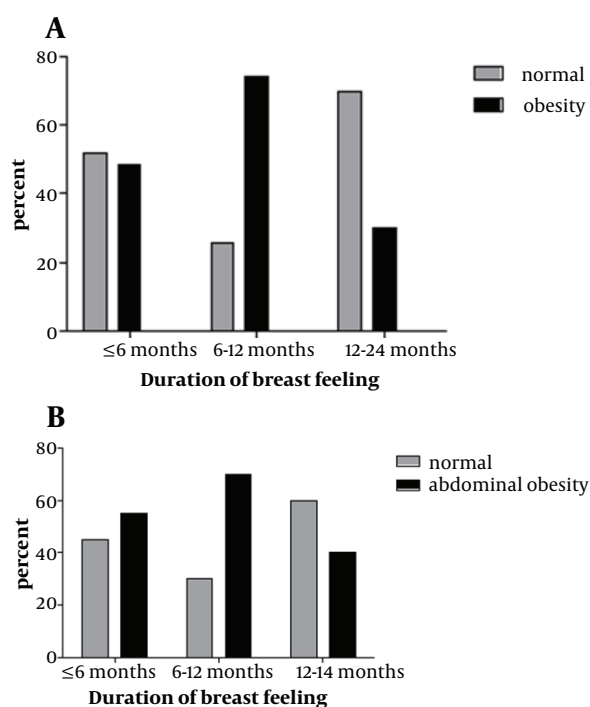 A
80
60
40
20
0
percent
normal
obesity
≤6 months 6-12 months 12-24 months
Duration of breast feeling
B
80
60
40
20
0
percent
normal
abdominal obesity
≤6 months 6-12 months 12-14 months
Duration of breast feeling